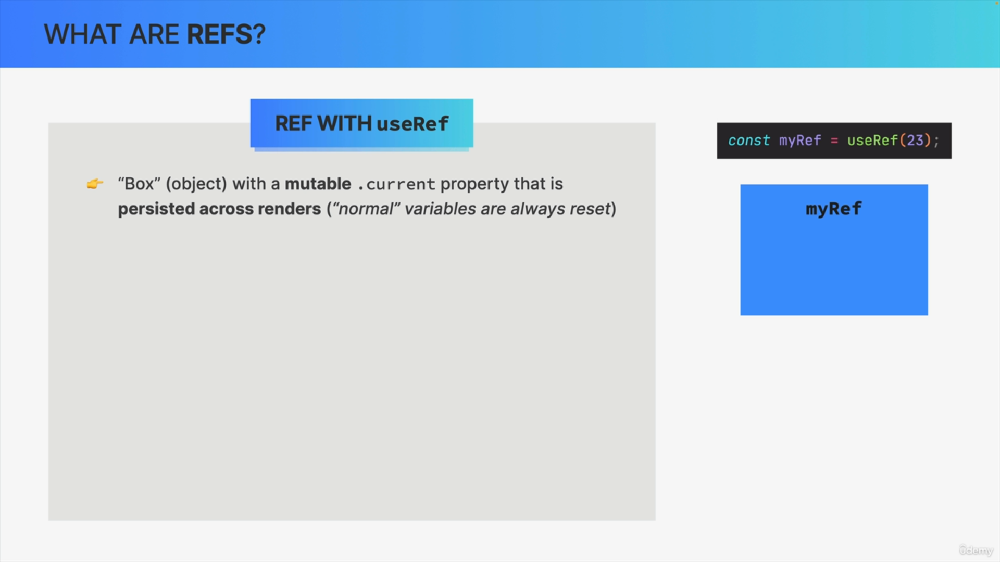 WHAT ARE REFS?
REF WITH useRef
“Box” (object) with a mutable .current property that is
persisted across renders (“normal” variables are always reset)
const myRef = useRef(23);
myRef
ûdemy